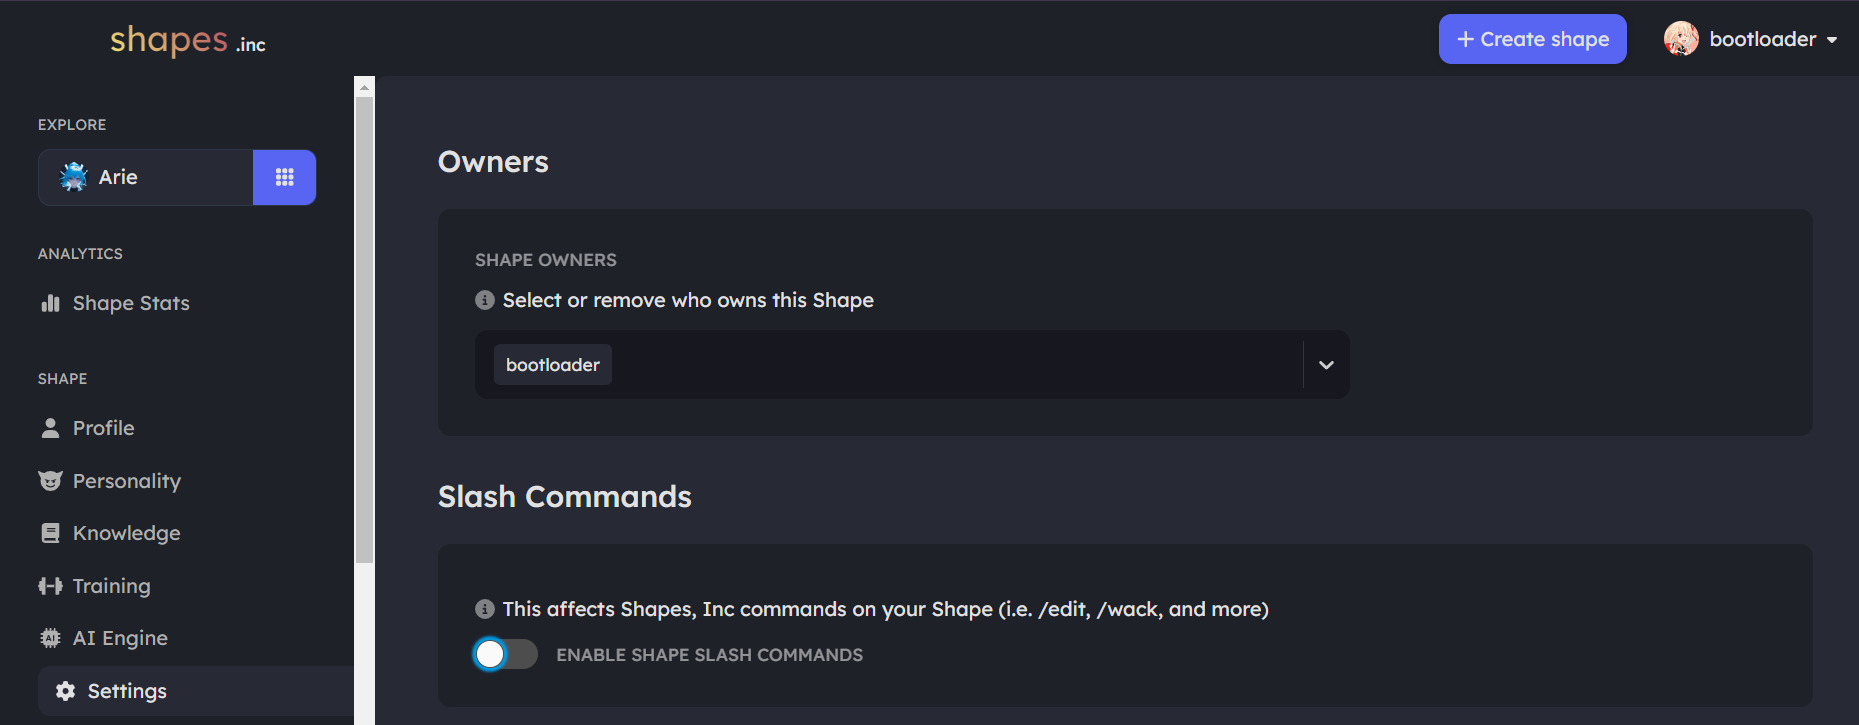 shapes .inc
+ Create shape
bootloader
EXPLORE
Arie
ANALYTICS
Shape Stats
SHAPE
Profile
Personality
Knowledge
Training
AI Engine
Settings
Owners
SHAPE OWNERS
Select or remove who owns this Shape
bootloader
Slash Commands
This affects Shapes, Inc commands on your Shape (i.e. /edit, /wack, and more)
ENABLE SHAPE SLASH COMMANDS